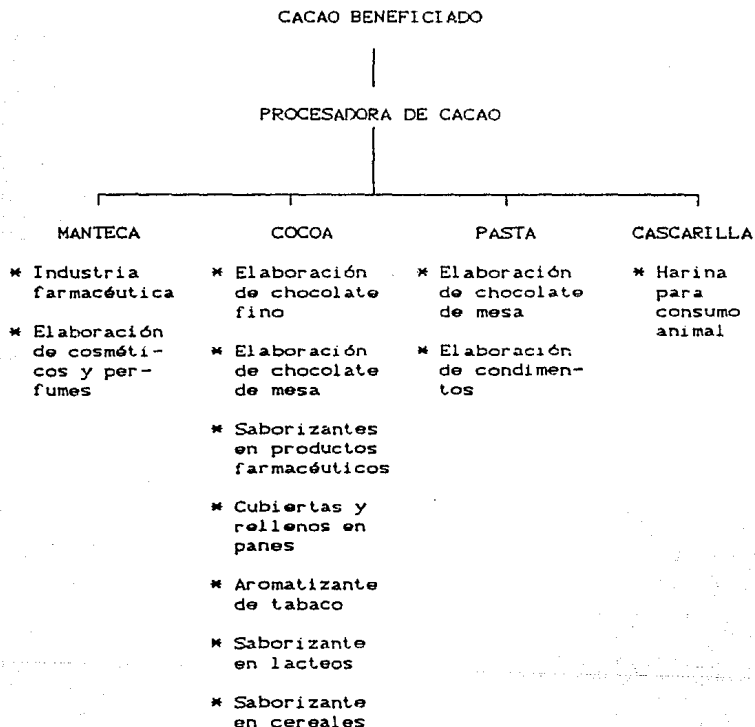 CACAO BENEFICIADO
PROCESADORA DE CACAO
MANTECA
* Industria
farmacéutica
* Elaboración
de cosméti-
cos y per-
fumes
COCOA
* Elaboración
de chocolate
fino
* Elaboración
de chocolate
de mesa
* Saborizantes
en productos
farmacéuticos
* Cubiertas y
rellenos en
panes
* Aromatizante
de tabaco
* Saborizante
en lacteos
* Saborizante
en cereales
PASTA
* Elaboración
de chocolate
de mesa
* Elaboración
de condimen-
tos
CASCARILLA
* Harina
para
consumo
animal